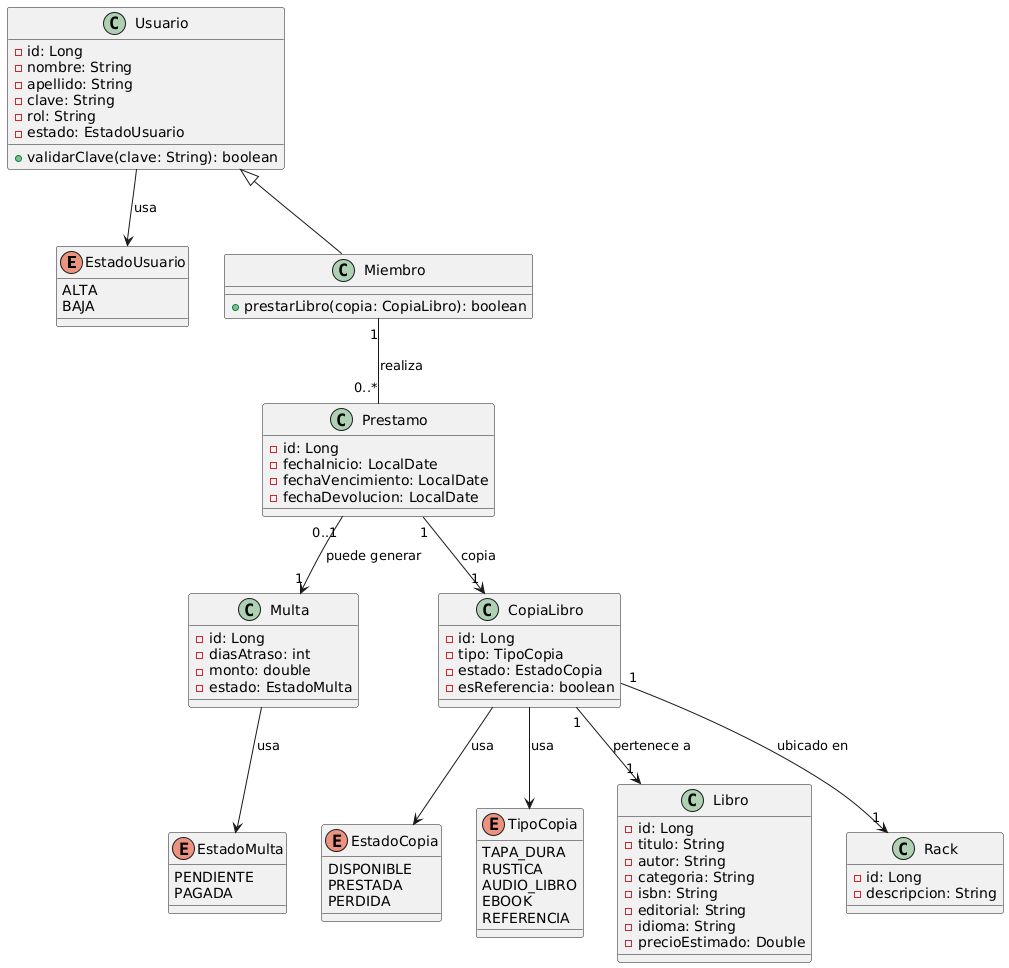 C Usuario
id: Long
nombre: String
apellido: String
clave: String
rol: String
estado: EstadoUsuario
validarClave(clave: String): boolean
usa
E EstadoUsuario
ALTA
BAJA
C Miembro
prestarLibro(copia: CopiaLibro): boolean
1
realiza
0..*
C Prestamo
id: Long
fechaInicio: LocalDate
fechaVencimiento: LocalDate
fechaDevolucion: LocalDate
0..1
puede generar
1
1
copia
1
C Multa
id: Long
diasAtraso: int
monto: double
estado: EstadoMulta
C CopiaLibro
id: Long
tipo: TipoCopia
estado: EstadoCopia
esReferencia: boolean
usa
usa
usa
1
pertenece a
1
1
ubicado en
1
E EstadoMulta
PENDIENTE
PAGADA
E EstadoCopia
DISPONIBLE
PRESTADA
PERDIDA
E TipoCopia
TAPA_DURA
RUSTICA
AUDIO_LIBRO
EBOOK
REFERENCIA
C Libro
id: Long
titulo: String
autor: String
categoria: String
isbn: String
editorial: String
idioma: String
precioEstimado: Double
C Rack
id: Long
descripcion: String